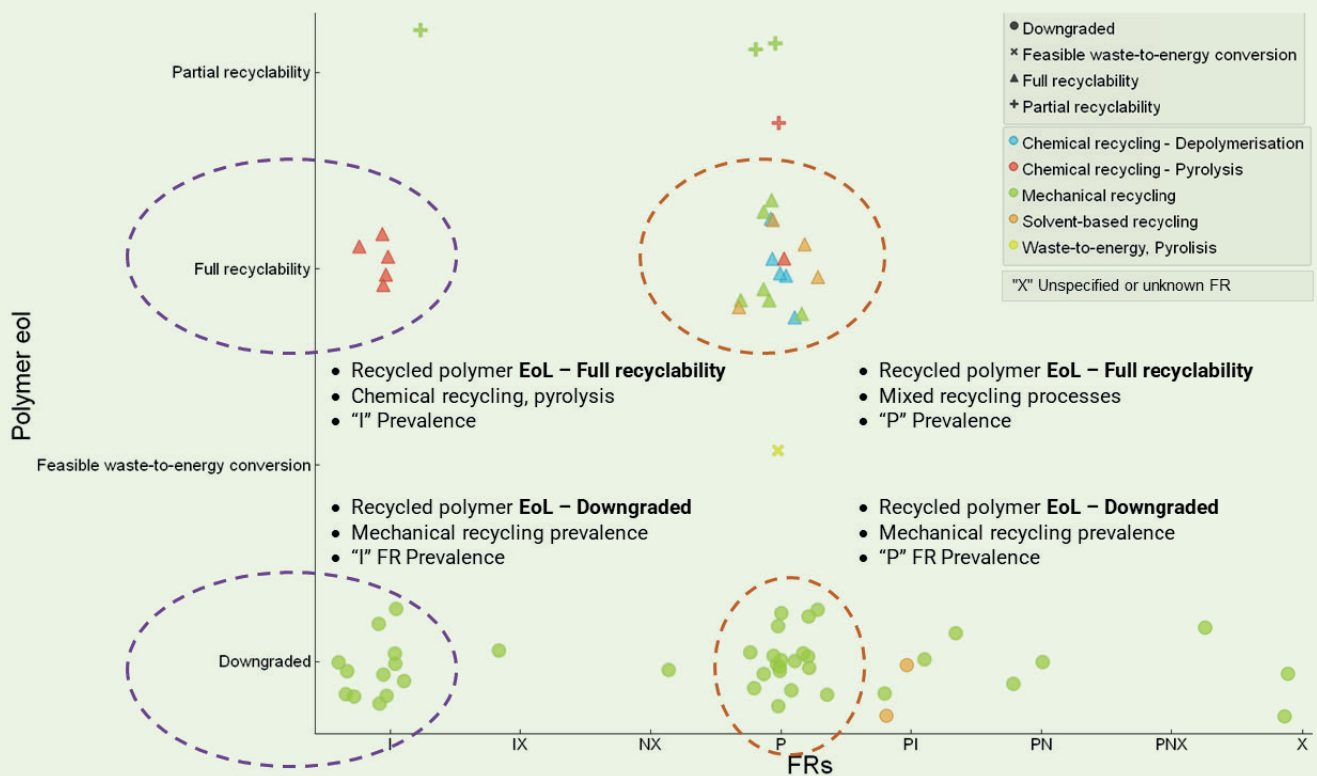 Downgraded
Feasible waste-to-energy conversion
Full recyclability
Partial recyclability
Chemical recycling - Depolymerisation
Chemical recycling - Pyrolysis
Mechanical recycling
Solvent-based recycling
Waste-to-energy, Pyrolisis
"X" Unspecified or unknown FR
Polymer eol
Partial recyclability
Full recyclability
Feasible waste-to-energy conversion
Downgraded
• Recycled polymer EoL – Full recyclability
• Chemical recycling, pyrolysis
• “I” Prevalence
• Recycled polymer EoL – Full recyclability
• Mixed recycling processes
• “P” Prevalence
• Recycled polymer EoL – Downgraded
• Mechanical recycling prevalence
• “I” FR Prevalence
• Recycled polymer EoL – Downgraded
• Mechanical recycling prevalence
• “P” FR Prevalence
I IX NX P PI PN PNX X
FRs